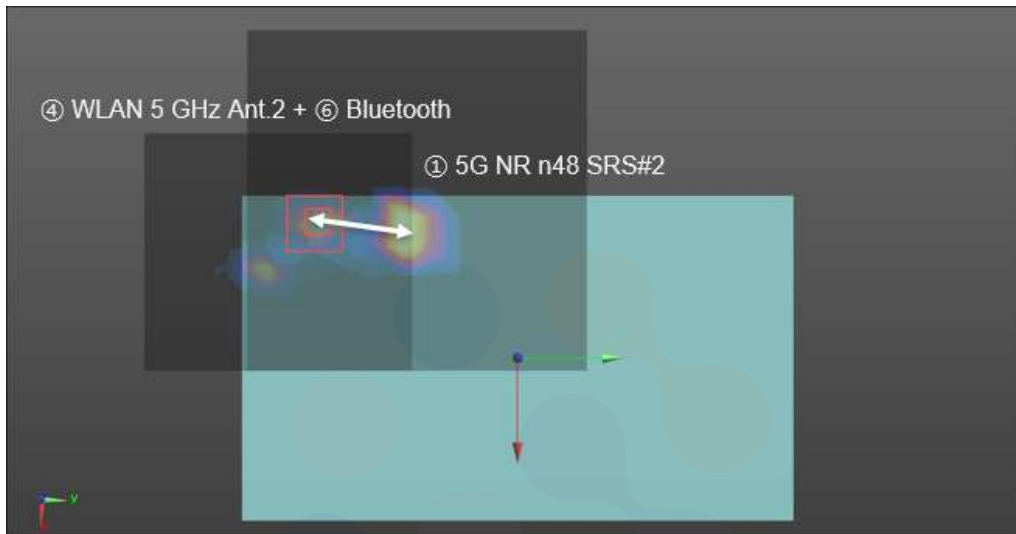 ④ WLAN 5 GHz Ant.2 + ⑥ Bluetooth
① 5G NR n48 SRS#2
y